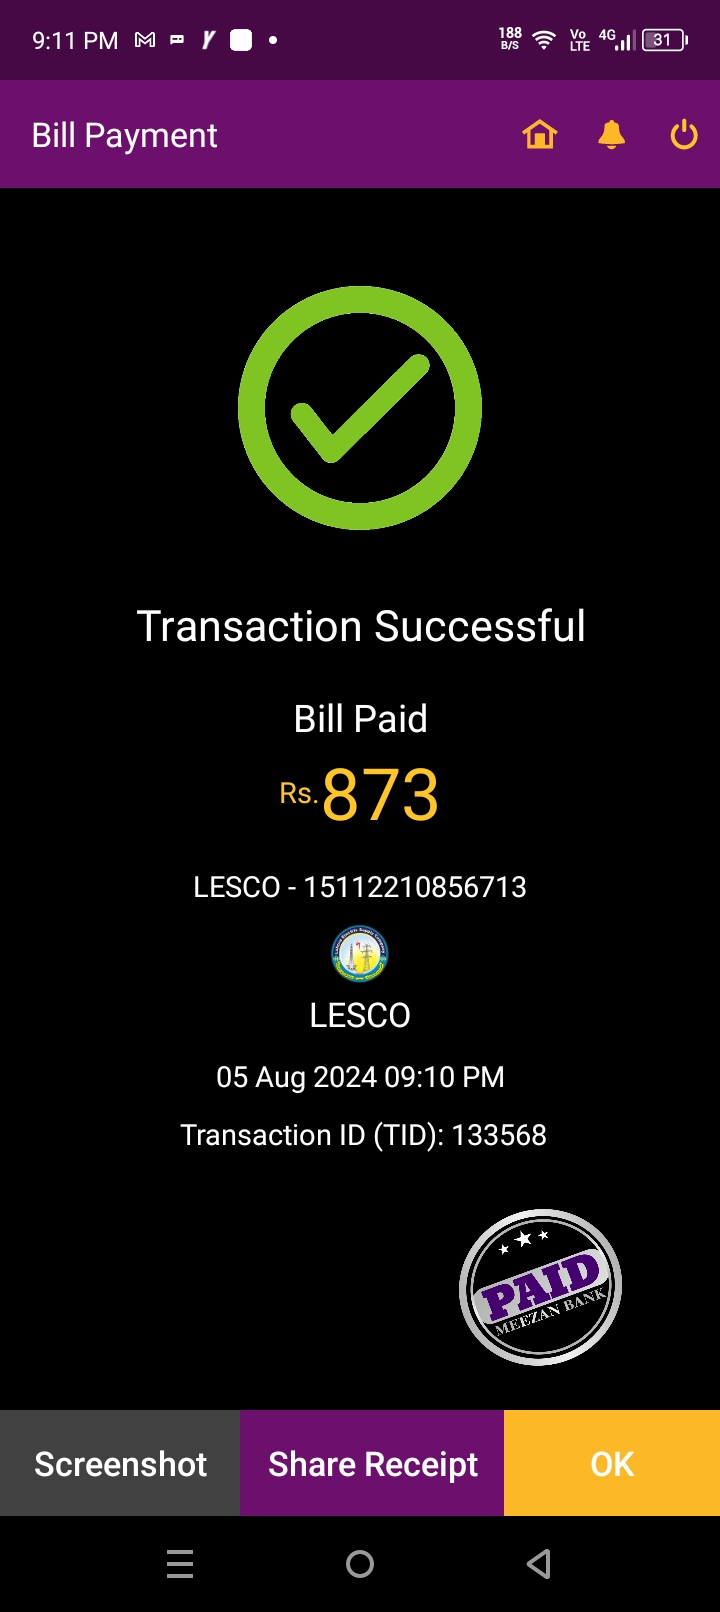 9:11 PM
188 B/S
Vo LTE
4G
31
Bill Payment
Transaction Successful
Bill Paid
Rs.873
LESCO - 15112210856713
LESCO
05 Aug 2024 09:10 PM
Transaction ID (TID): 133568
PAID
MEEZAN BANK
Screenshot
Share Receipt
OK